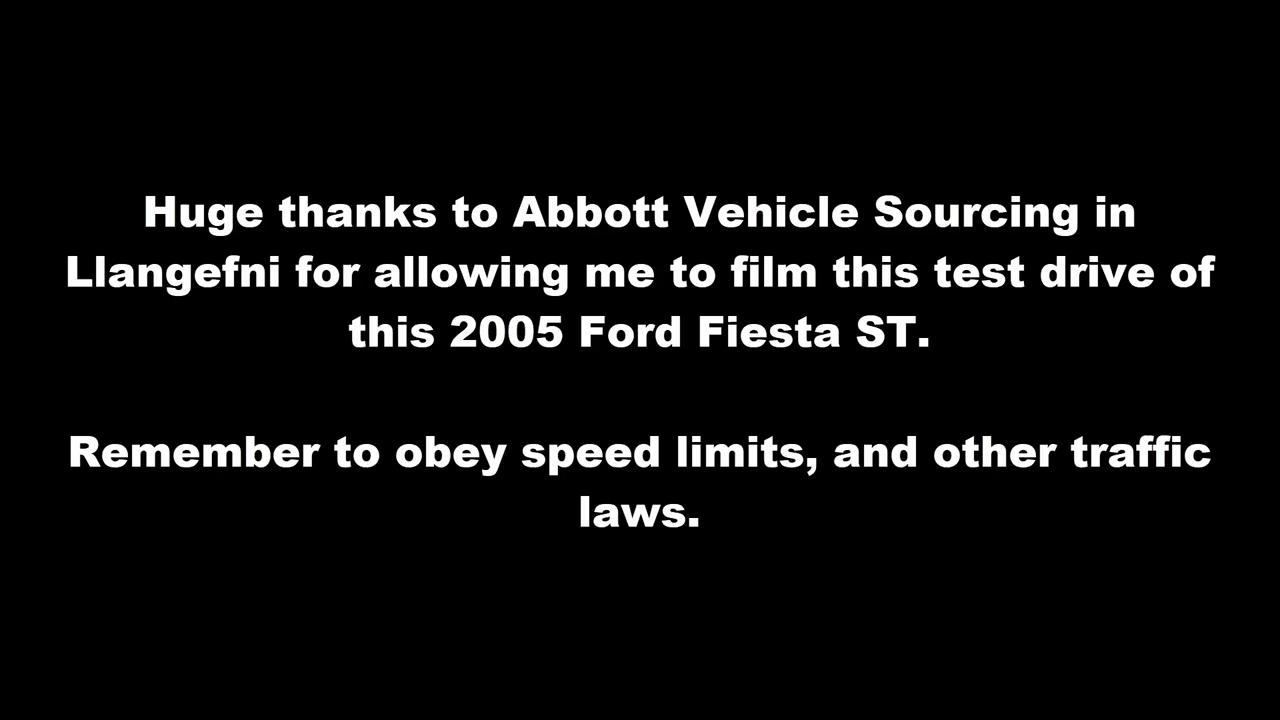 Huge thanks to Abbott Vehicle Sourcing in
Llangefni for allowing me to film this test drive of
this 2005 Ford Fiesta ST.
Remember to obey speed limits, and other traffic
laws.